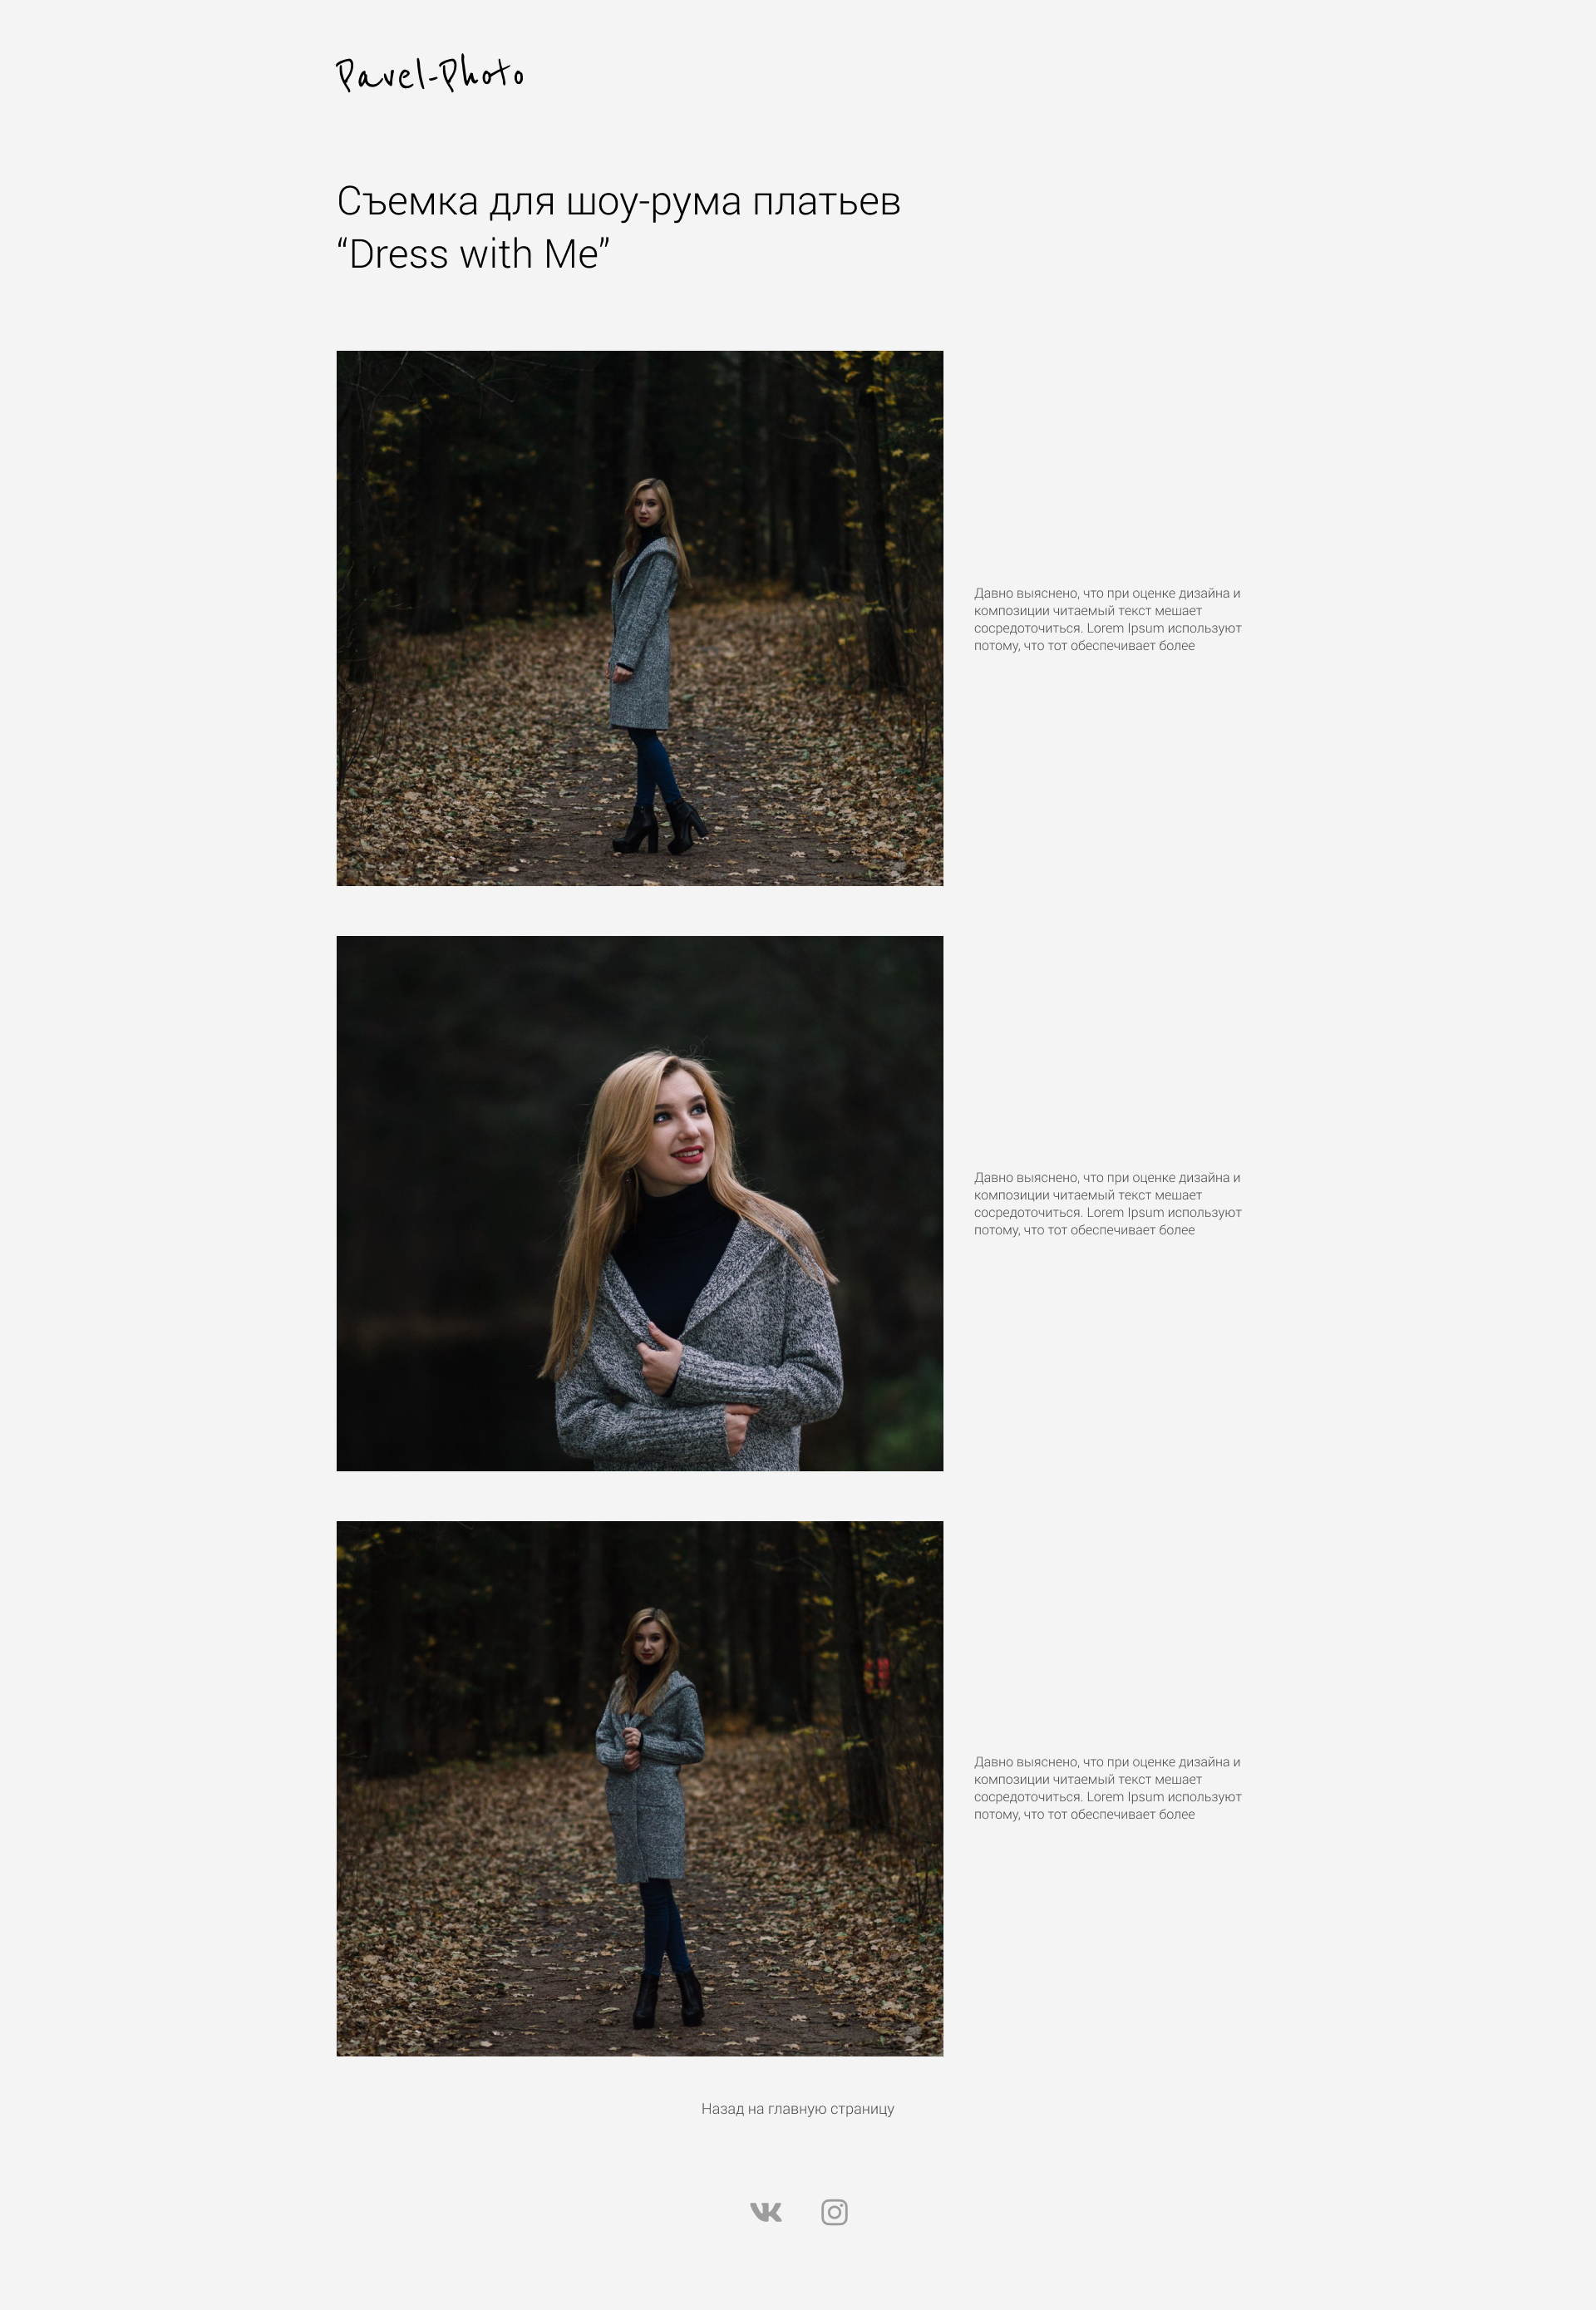 Pavel-Photo
Съемка для шоу-рума платьев
“Dress with Me”
Давно выяснено, что при оценке дизайна и
композиции читаемый текст мешает
сосредоточиться. Lorem Ipsum используют
потому, что тот обеспечивает более
Давно выяснено, что при оценке дизайна и
композиции читаемый текст мешает
сосредоточиться. Lorem Ipsum используют
потому, что тот обеспечивает более
Давно выяснено, что при оценке дизайна и
композиции читаемый текст мешает
сосредоточиться. Lorem Ipsum используют
потому, что тот обеспечивает более
Назад на главную страницу